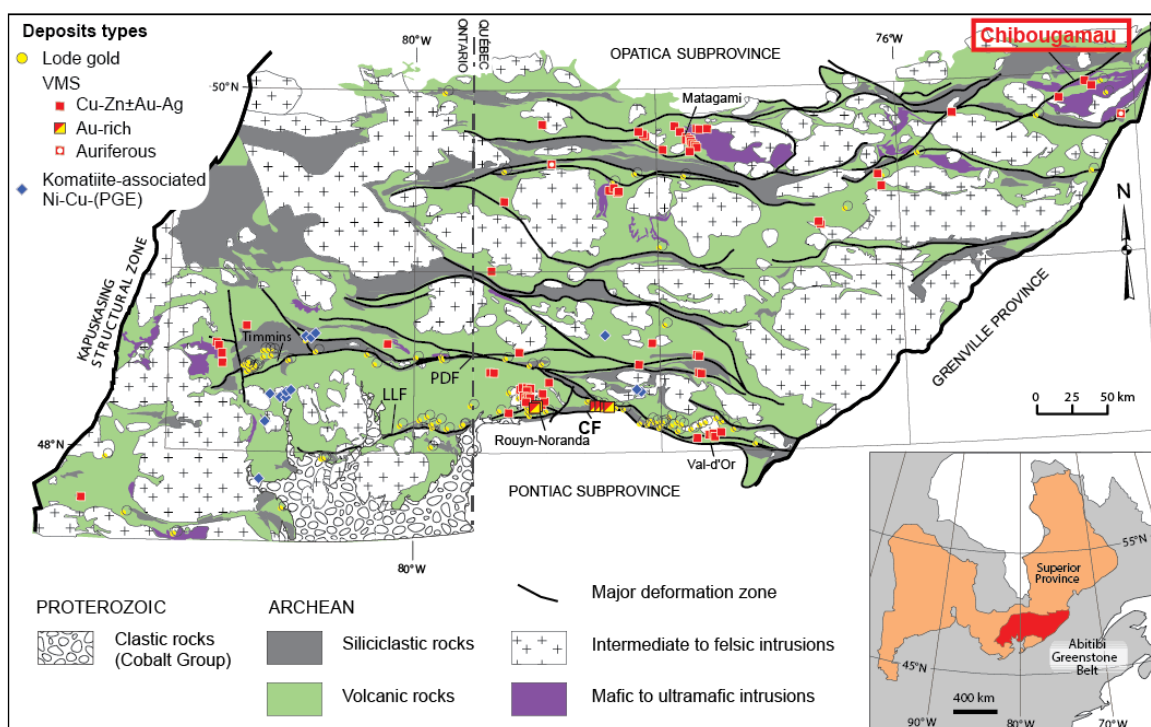 Deposits types
Lode gold
VMS
Cu-Zn±Au-Ag
Au-rich
Auriferous
Komatiite-associated
Ni-Cu-(PGE)
80°W
ONTARIO
QUÉBEC
OPATICA SUBPROVINCE
76°W
Chibougamau
50°N
Matagami
N
KAPUSKASING
STRUCTURAL ZONE
GRENVILLE PROVINCE
Timmins
PDF
LLF
0 25 50 km
CF
Rouyn-Noranda
48°N
Val-d'Or
PONTIAC SUBPROVINCE
80°W
PROTEROZOIC
Clastic rocks
(Cobalt Group)
ARCHEAN
Siliciclastic rocks
Volcanic rocks
Major deformation zone
Intermediate to felsic intrusions
Mafic to ultramafic intrusions
55°N
Superior
Province
Abitibi
Greenstone
Belt
45°N
400 km
90°W
80°W
70°W